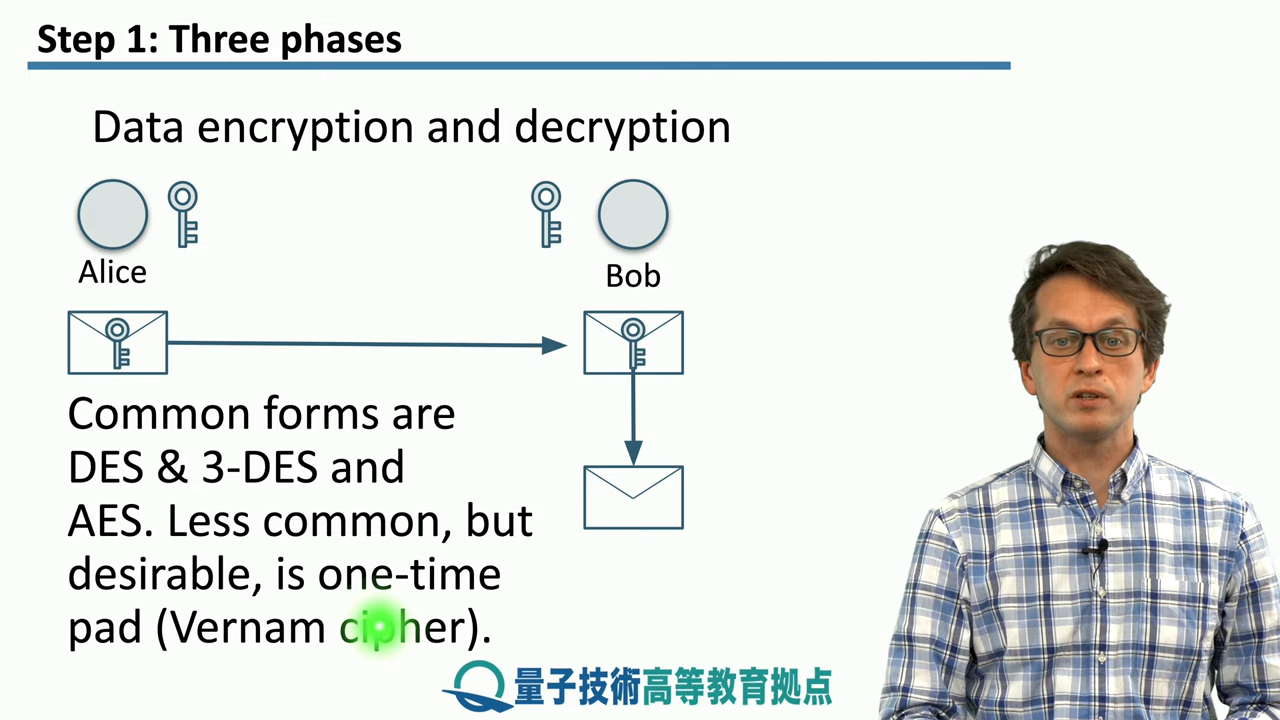 Step 1: Three phases
Data encryption and decryption
Alice
Bob
Common forms are
DES & 3-DES and
AES. Less common, but
desirable, is one-time
pad (Vernam cipher).
量子技術高等教育拠点